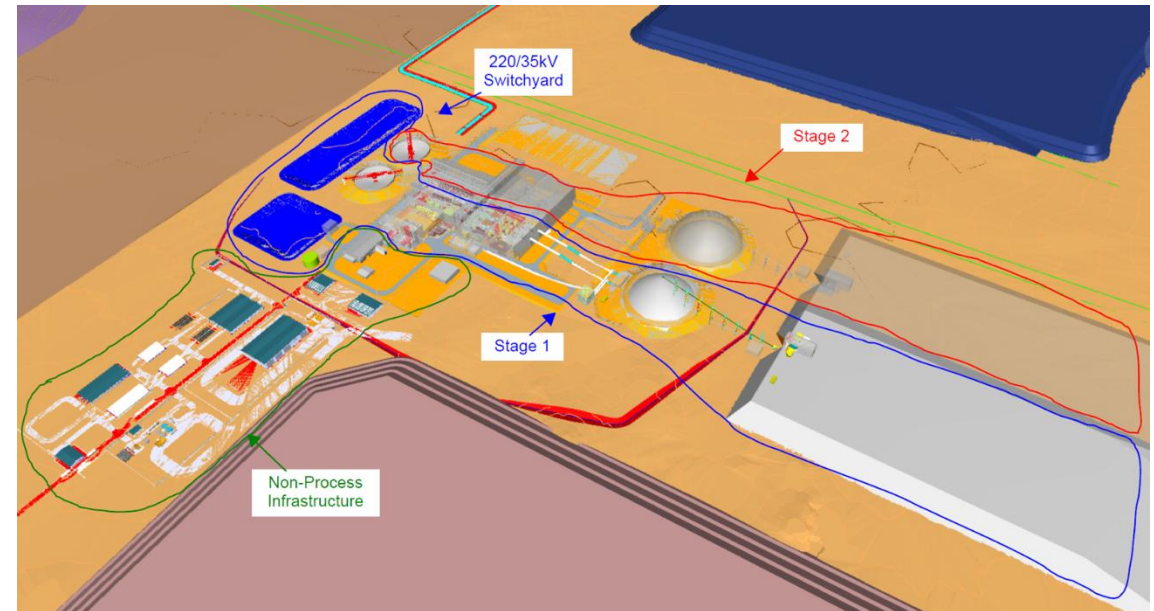 220/35kV
Switchyard
Stage 2
Stage 1
Non-Process
Infrastructure